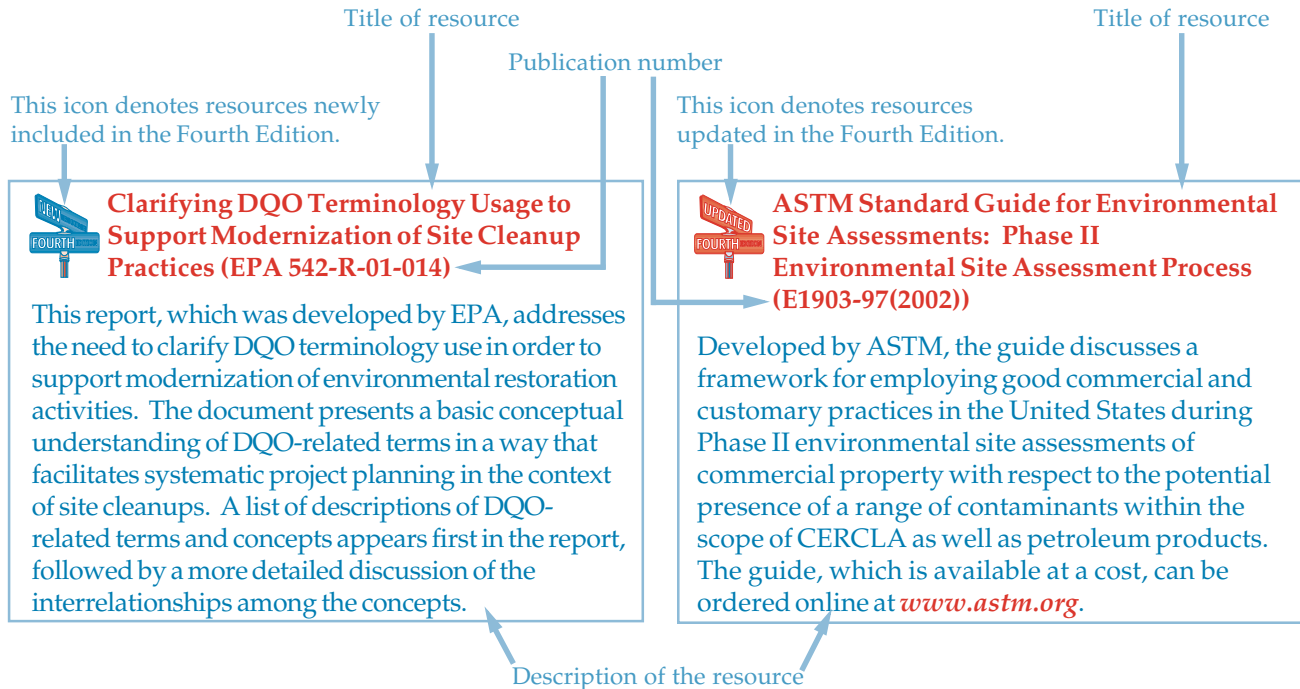 Title of resource
Title of resource
Publication number
This icon denotes resources newly
included in the Fourth Edition.
This icon denotes resources
updated in the Fourth Edition.
NEW
FOURTH EDITION
Clarifying DQO Terminology Usage to
Support Modernization of Site Cleanup
Practices (EPA 542-R-01-014)
This report, which was developed by EPA, addresses
the need to clarify DQO terminology use in order to
support modernization of environmental restoration
activities. The document presents a basic conceptual
understanding of DQO-related terms in a way that
facilitates systematic project planning in the context
of site cleanups. A list of descriptions of DQO-
related terms and concepts appears first in the report,
followed by a more detailed discussion of the
interrelationships among the concepts.
UPDATED
FOURTH EDITION
ASTM Standard Guide for Environmental
Site Assessments: Phase II
Environmental Site Assessment Process
(E1903-97(2002))
Developed by ASTM, the guide discusses a
framework for employing good commercial and
customary practices in the United States during
Phase II environmental site assessments of
commercial property with respect to the potential
presence of a range of contaminants within the
scope of CERCLA as well as petroleum products.
The guide, which is available at a cost, can be
ordered online at www.astm.org.
Description of the resource